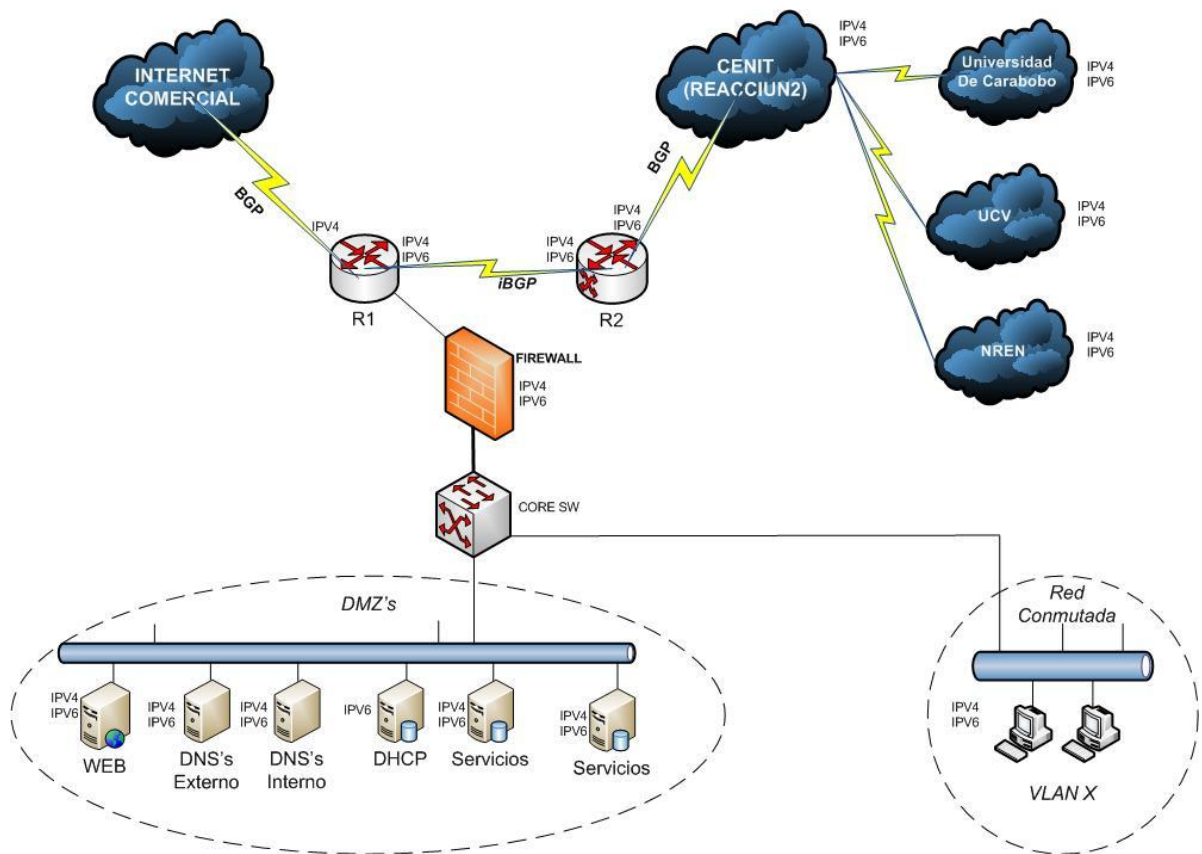 INTERNET
COMERCIAL
CENIT
(REACCIUN2)
IPV4
IPV6
Universidad
De Carabobo
IPV4
IPV6
UCV
IPV4
IPV6
NREN
IPV4
IPV6
BGP
BGP
IPV4
IPV4
IPV6
IPV4
IPV6
IPV4
IPV6
iBGP
R1
R2
FIREWALL
IPV4
IPV6
CORE SW
DMZ's
IPV4
IPV6
WEB
IPV4
IPV6
DNS's
Externo
IPV4
IPV6
DNS's
Interno
IPV6
DHCP
IPV4
IPV6
Servicios
IPV4
IPV6
Servicios
Red
Conmutada
IPV4
IPV6
VLAN X